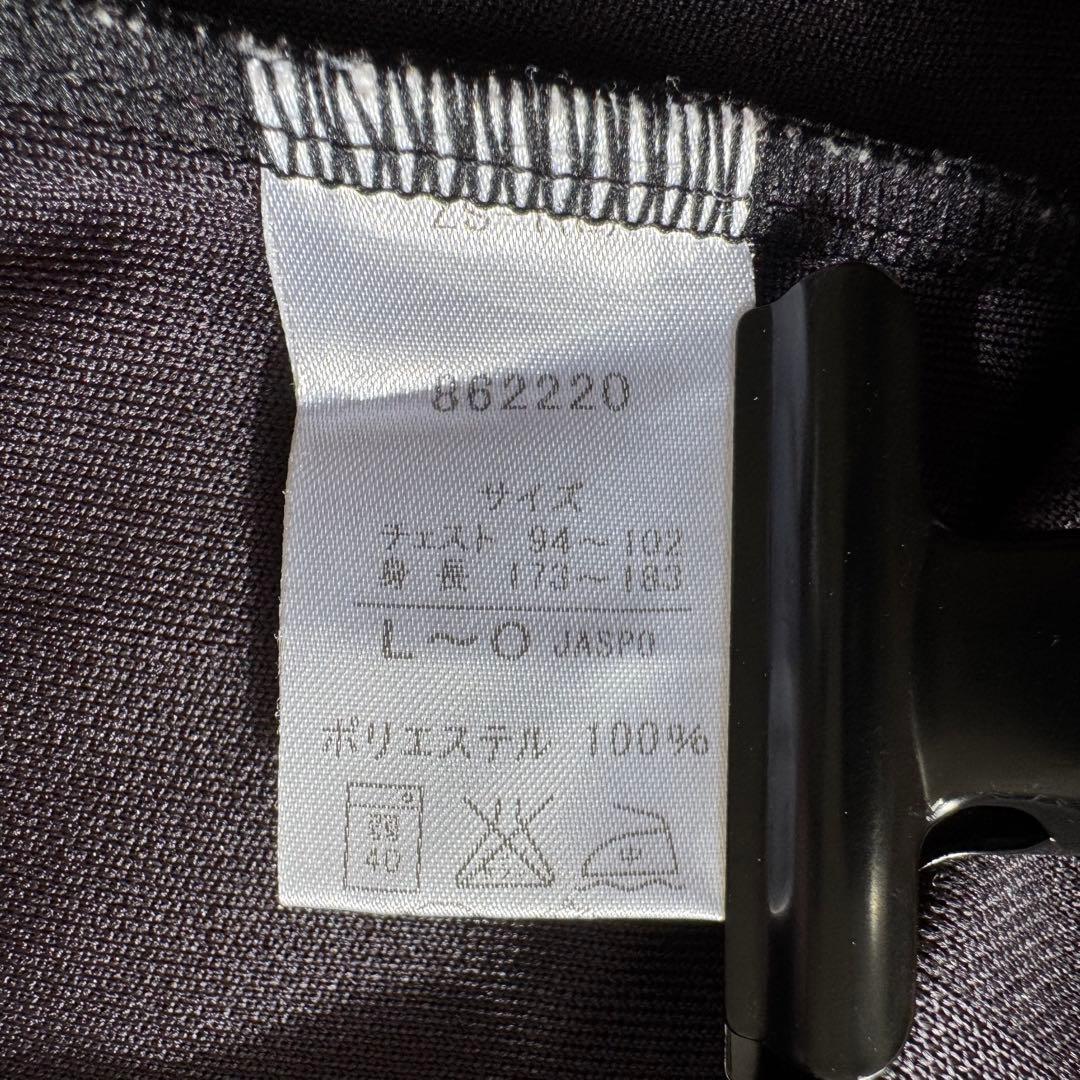 862220
サイズ
チェスト 94～102
身長 173～183
L～O JASPO
ポリエステル 100%
40